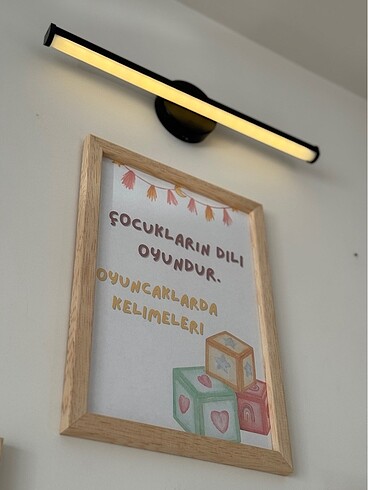 ÇOCUKLARIN DILI
OYUNDUR.
OYUNCAKLARDA
KELIMELERI